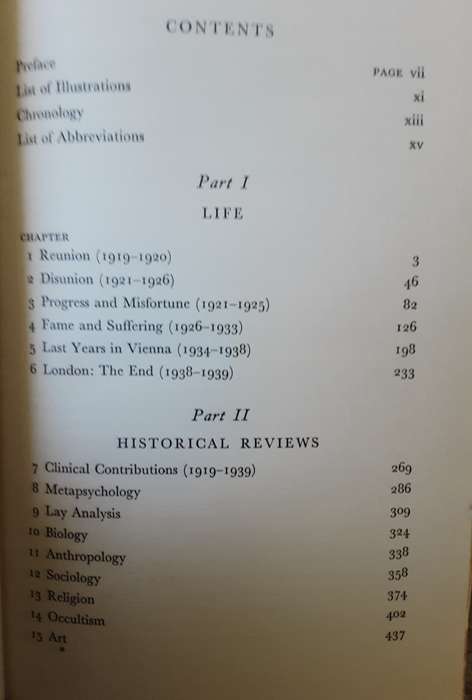 CONTENTS
Preface PAGE vii
List of Illustrations xi
Chronology xiii
List of Abbreviations xv
Part I
LIFE
CHAPTER
1 Reunion (1919–1920) 3
2 Disunion (1921–1926) 46
3 Progress and Misfortune (1921–1925) 82
4 Fame and Suffering (1926–1933) 126
5 Last Years in Vienna (1934–1938) 198
6 London: The End (1938–1939) 233
Part II
HISTORICAL REVIEWS
7 Clinical Contributions (1919–1939) 269
8 Metapsychology 286
9 Lay Analysis 309
10 Biology 324
11 Anthropology 338
12 Sociology 358
13 Religion 374
14 Occultism 402
15 Art 437